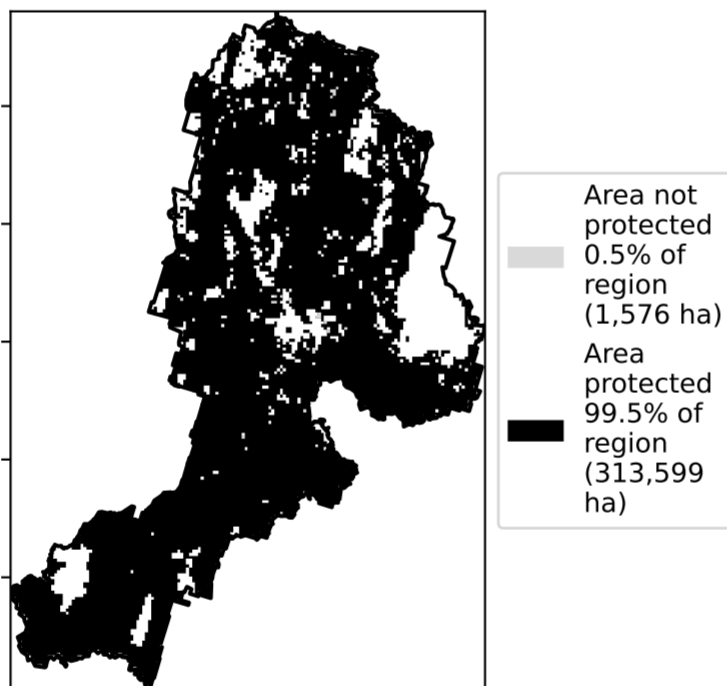 Area not
protected
0.5% of
region
(1,576 ha)
Area
protected
99.5% of
region
(313,599
ha)